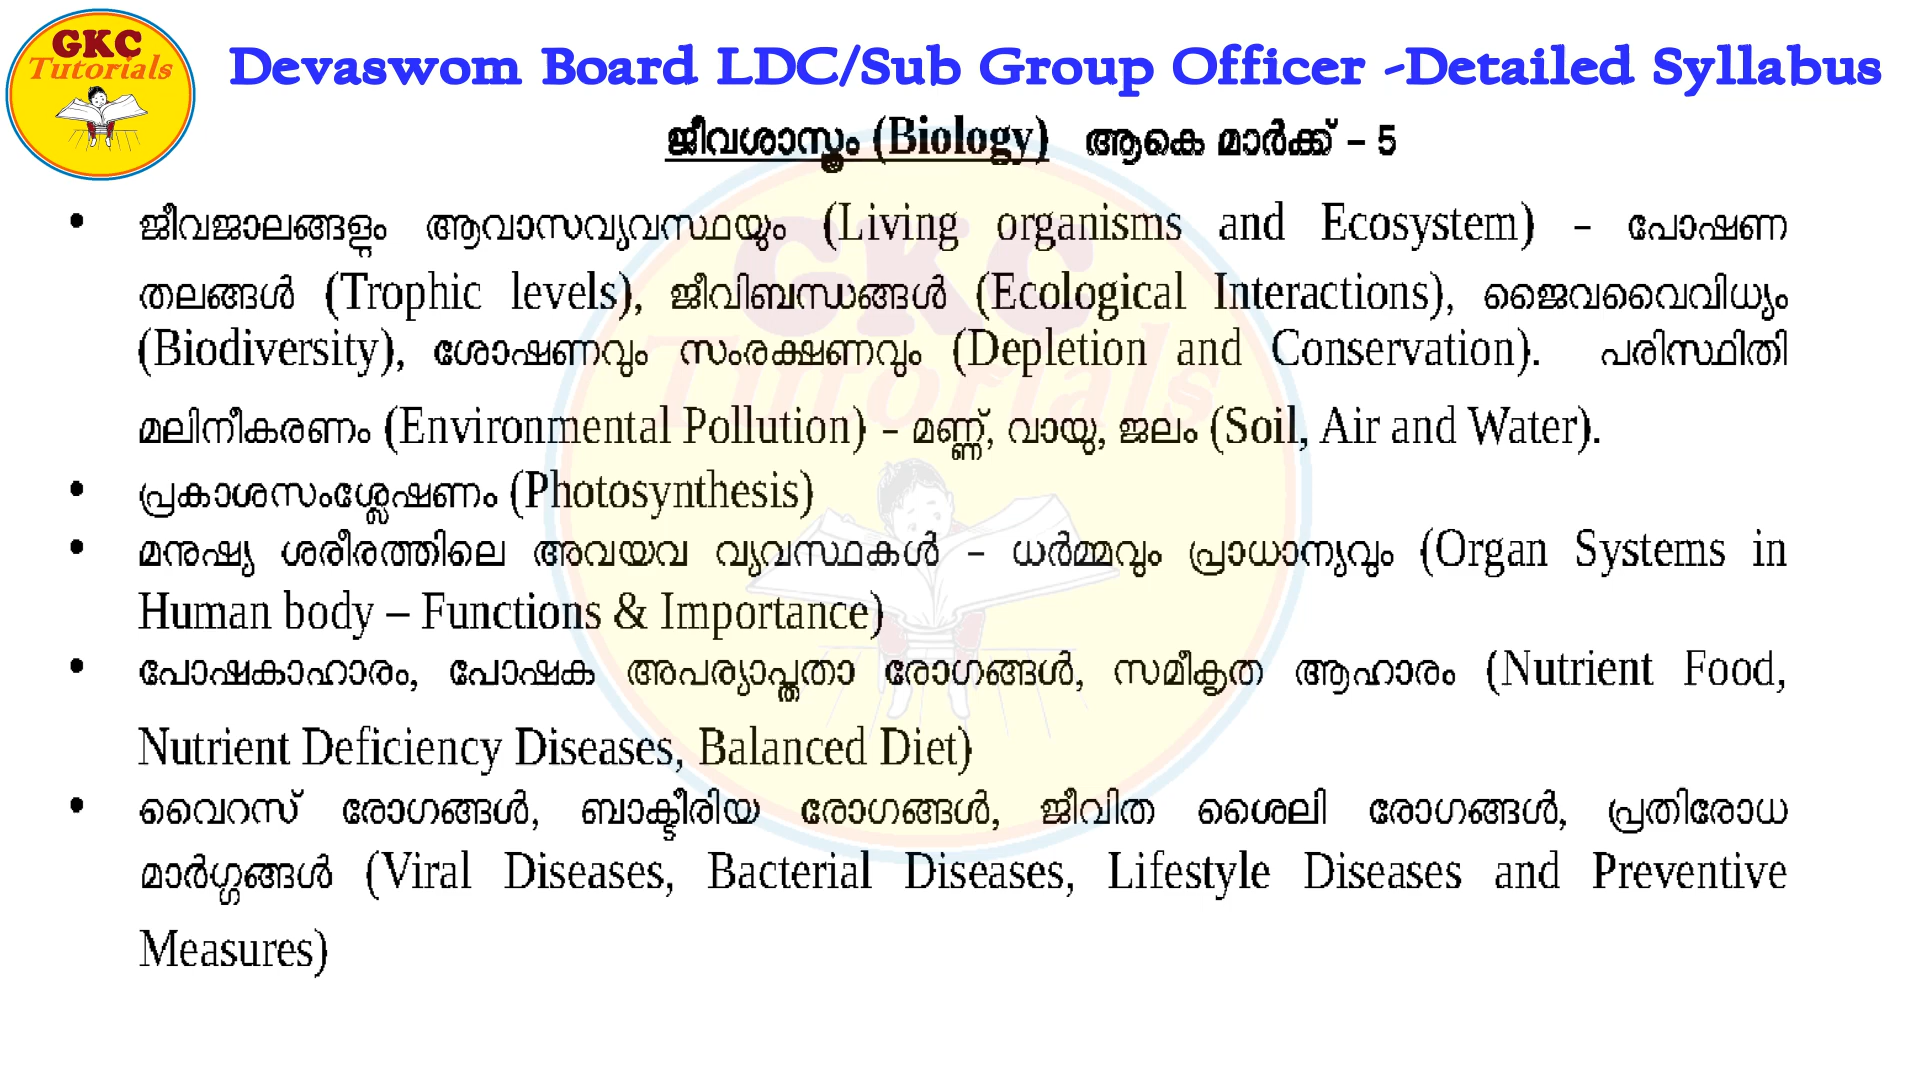 GKC
Tutorials
Devaswom Board LDC/Sub Group Officer -Detailed Syllabus
ജീവശാസ്ത്രം (Biology) ആകെ മാർക്ക് – 5
• ജീവജാലങ്ങളും ആവാസവ്യവസ്ഥയും (Living organisms and Ecosystem) – പോഷണ
തലങ്ങൾ (Trophic levels), ജീവിബന്ധങ്ങൾ (Ecological Interactions), ജൈവവൈവിധ്യം
(Biodiversity), ശോഷണവും സംരക്ഷണവും (Depletion and Conservation). പരിസ്ഥിതി
മലിനീകരണം (Environmental Pollution) – മണ്ണ്, വായു, ജലം (Soil, Air and Water).
• പ്രകാശസംശ്ലേഷണം (Photosynthesis)
• മനുഷ്യ ശരീരത്തിലെ അവയവ വ്യവസ്ഥകൾ – ധർമ്മവും പ്രാധാന്യവും (Organ Systems in
Human body – Functions & Importance)
• പോഷകാഹാരം, പോഷക അപര്യാപ്തതാ രോഗങ്ങൾ, സമീകൃത ആഹാരം (Nutrient Food,
Nutrient Deficiency Diseases, Balanced Diet)
• വൈറസ് രോഗങ്ങൾ, ബാക്ടീരിയ രോഗങ്ങൾ, ജീവിത ശൈലി രോഗങ്ങൾ, പ്രതിരോധ
മാർഗ്ഗങ്ങൾ (Viral Diseases, Bacterial Diseases, Lifestyle Diseases and Preventive
Measures)
GKC
Tutorials